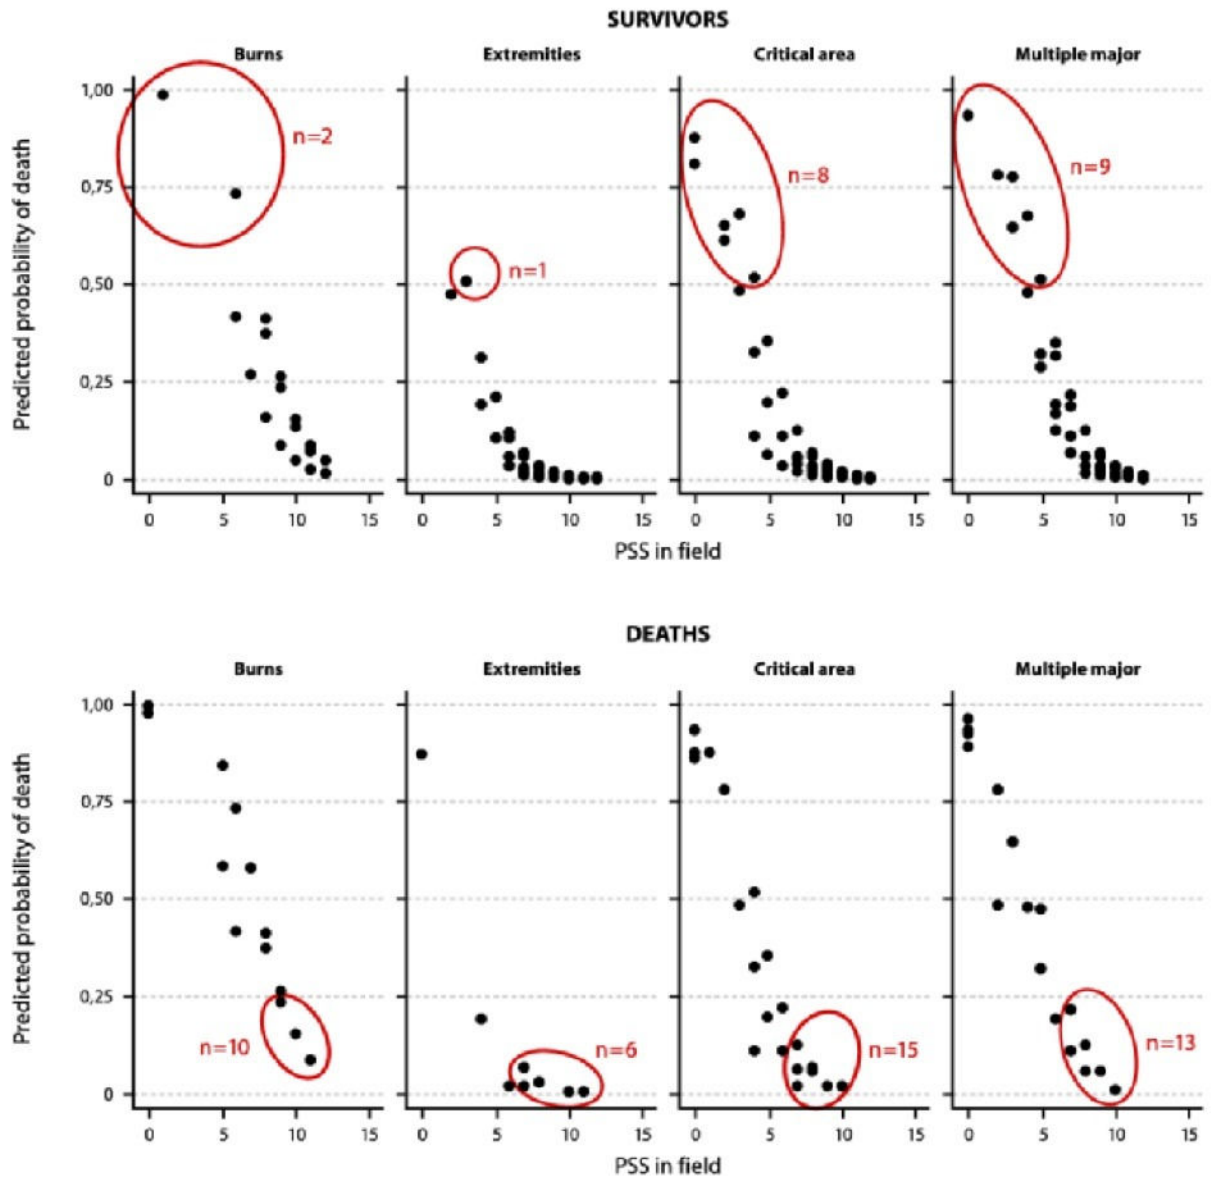 SURVIVORS
Burns Extremities Critical area Multiple major
Predicted probability of death
1,00
0,75
0,50
0,25
0
n=2
n=1
n=8
n=9
0 5 10 15 0 5 10 15 0 5 10 15 0 5 10 15
PSS in field
DEATHS
Burns Extremities Critical area Multiple major
Predicted probability of death
1,00
0,75
0,50
0,25
0
n=10
n=6
n=15
n=13
0 5 10 15 0 5 10 15 0 5 10 15 0 5 10 15
PSS in field